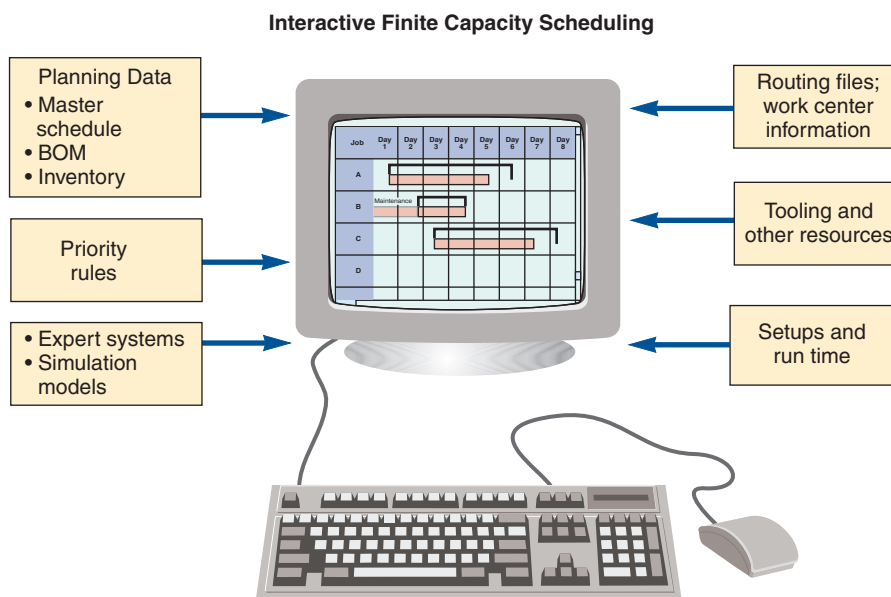 Interactive Finite Capacity Scheduling
Planning Data
• Master
schedule
• BOM
• Inventory
Priority
rules
• Expert systems
• Simulation
models
Job
Day
1
Day
2
Day
3
Day
4
Day
5
Day
6
Day
7
Day
8
A
B
Maintenance
C
D
Routing files;
work center
information
Tooling and
other resources
Setups and
run time